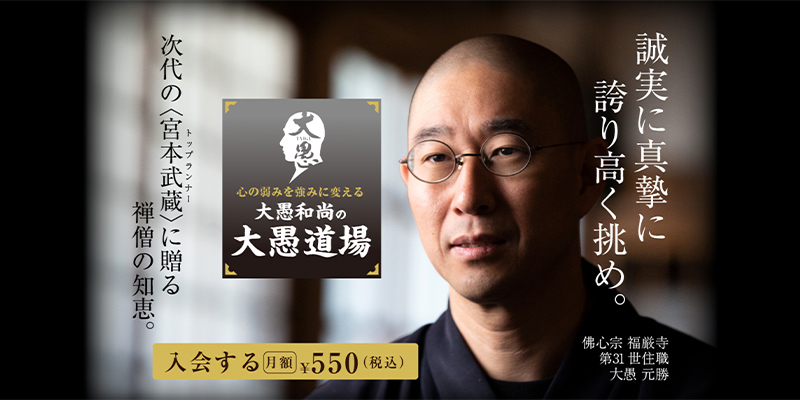 誠実に真摯に
誇り高く挑め。
次代の〈宮本武蔵〉に贈る
トップランナー
禅僧の知恵。
大愚
TAIGU
心の弱みを強みに変える
大愚和尚の
大愚道場
入会する 月額 ¥550(税込)
佛心宗 福厳寺
第31世住職
大愚 元勝